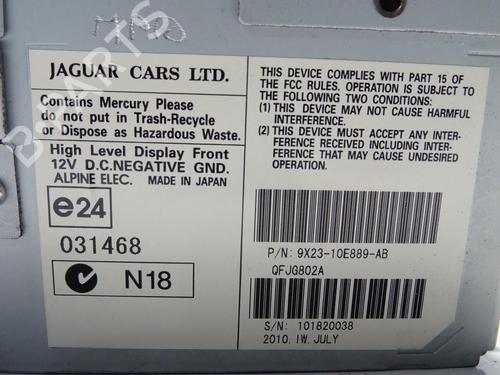 JAGUAR CARS LTD.
Contains Mercury Please
do not put in Trash-Recycle
or Dispose as Hazardous Waste.
High Level Display Front
12V D.C.NEGATIVE GND.
ALPINE ELEC. MADE IN JAPAN
e24
031468
N18
THIS DEVICE COMPLIES WITH PART 15 OF
THE FCC RULES. OPERATION IS SUBJECT TO
THE FOLLOWING TWO CONDITIONS:
(1) THIS DEVICE MAY NOT CAUSE HARMFUL
INTERFERENCE.
(2) THIS DEVICE MUST ACCEPT ANY INTER-
FERENCE RECEIVED INCLUDING INTER-
FERENCE THAT MAY CAUSE UNDESIRED
OPERATION.
P/N: 9X23-10E889-AB
QFJG802A
S/N: 101820038
2010. IW. JULY
B-PARTS